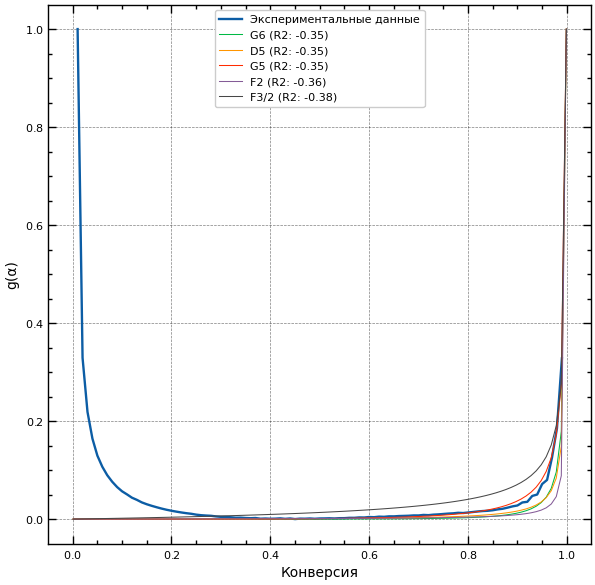 Экспериментальные данные
G6 (R2: -0.35)
D5 (R2: -0.35)
G5 (R2: -0.35)
F2 (R2: -0.36)
F3/2 (R2: -0.38)
1.0
0.8
0.6
0.4
0.2
0.0
g(α)
0.0 0.2 0.4 0.6 0.8 1.0
Конверсия